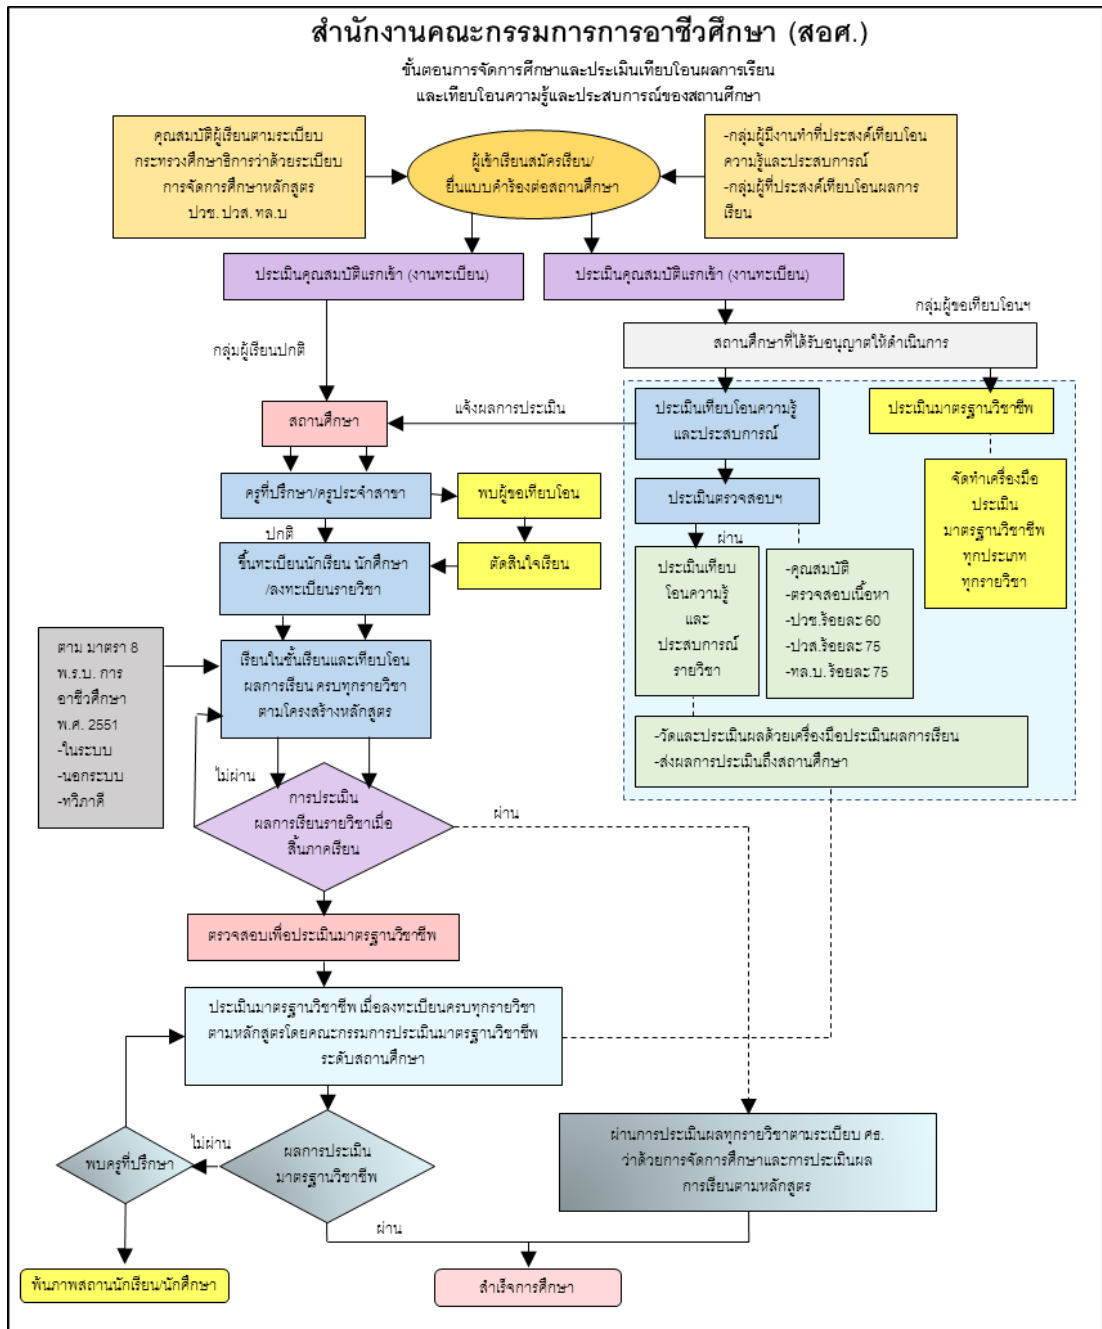 สำนักงานคณะกรรมการการอาชีวศึกษา (สอศ.)
ขั้นตอนการจัดการศึกษาและประเมินเทียบโอนผลการเรียน
และเทียบโอนความรู้และประสบการณ์ของสถานศึกษา
คุณสมบัติผู้เรียนตามระเบียบ
กระทรวงศึกษาธิการว่าด้วยระเบียบ
การจัดการศึกษาหลักสูตร
ปวช. ปวส. ทล.บ
ผู้เข้าเรียนสมัครเรียน/
ยื่นแบบคำร้องต่อสถานศึกษา
-กลุ่มผู้มีงานทำที่ประสงค์เทียบโอน
ความรู้และประสบการณ์
-กลุ่มผู้ที่ประสงค์เทียบโอนผลการ
เรียน
ประเมินคุณสมบัติแรกเข้า (งานทะเบียน)
ประเมินคุณสมบัติแรกเข้า (งานทะเบียน)
กลุ่มผู้ขอเทียบโอนฯ
สถานศึกษาที่ได้รับอนุญาตให้ดำเนินการ
กลุ่มผู้เรียนปกติ
แจ้งผลการประเมิน
สถานศึกษา
ประเมินเทียบโอนความรู้
และประสบการณ์
ประเมินมาตรฐานวิชาชีพ
ครูที่ปรึกษา/ครูประจำสาขา
พบผู้ขอเทียบโอน
ประเมินตรวจสอบฯ
จัดทำเครื่องมือ
ประเมิน
มาตรฐานวิชาชีพ
ทุกประเภท
ทุกรายวิชา
ปกติ
ผ่าน
ขึ้นทะเบียนนักเรียน นักศึกษา
/ลงทะเบียนรายวิชา
ตัดสินใจเรียน
ประเมินเทียบ
โอนความรู้
และ
ประสบการณ์
รายวิชา
-คุณสมบัติ
-ตรวจสอบเนื้อหา
-ปวช.ร้อยละ 60
-ปวส.ร้อยละ 75
-ทล.บ.ร้อยละ 75
ตาม มาตรา 8
พ.ร.บ. การ
อาชีวศึกษา
พ.ศ. 2551
-ในระบบ
-นอกระบบ
-ทวิภาคี
เรียนในชั้นเรียนและเทียบโอน
ผลการเรียน ครบทุกรายวิชา
ตามโครงสร้างหลักสูตร
-วัดและประเมินผลด้วยเครื่องมือประเมินผลการเรียน
-ส่งผลการประเมินถึงสถานศึกษา
ไม่ผ่าน
การประเมิน
ผลการเรียนรายวิชาเมื่อ
สิ้นภาคเรียน
ผ่าน
ตรวจสอบเพื่อประเมินมาตรฐานวิชาชีพ
ประเมินมาตรฐานวิชาชีพ เมื่อลงทะเบียนครบทุกรายวิชา
ตามหลักสูตรโดยคณะกรรมการประเมินมาตรฐานวิชาชีพ
ระดับสถานศึกษา
พบครูที่ปรึกษา
ไม่ผ่าน
ผลการประเมิน
มาตรฐานวิชาชีพ
ผ่านการประเมินผลทุกรายวิชาตามระเบียบ ศธ.
ว่าด้วยการจัดการศึกษาและการประเมินผล
การเรียนตามหลักสูตร
ผ่าน
พ้นภาพสถานนักเรียน/นักศึกษา
สำเร็จการศึกษา